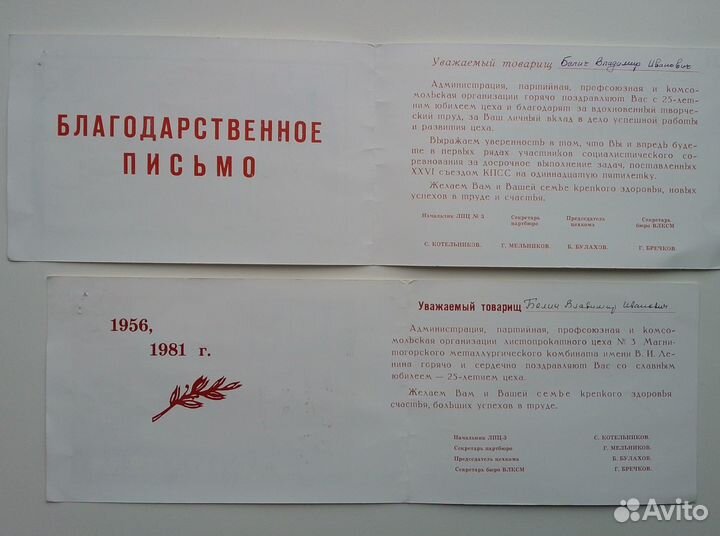 БЛАГОДАРСТВЕННОЕ
ПИСЬМО
Уважаемый товарищ Балич Владимир Иванович
Администрация, партийная, профсоюзная и комсо-
мольская организации горячо поздравляют Вас с 25-лет-
ним юбилеем цеха и благодарят за вдохновенный творче-
ский труд, за Ваш личный вклад в дело успешной работы
и развития цеха.
Выражаем уверенность в том, что Вы и впредь буде-
те в первых рядах участников социалистического со-
ревнования за досрочное выполнение задач, поставленных
XXVI съездом КПСС на одиннадцатую пятилетку.
Желаем Вам и Вашей семье крепкого здоровья, новых
успехов в труде и счастья.
Начальник ЛПЦ № 3 Секретарь партбюро Председатель цехкома Секретарь бюро ВЛКСМ
С. КОТЕЛЬНИКОВ. Г. МЕЛЬНИКОВ. Б. БУЛАХОВ. Г. БРЕЧКОВ.
1956,
1981 г.
Уважаемый товарищ Балич Владимир Иванович
Администрация, партийная, профсоюзная и комсо-
мольская организации листопрокатного цеха № 3 Магни-
тогорского металлургического комбината имени В. И. Ле-
нина горячо и сердечно поздравляют Вас со славным
юбилеем — 25-летием цеха.
Желаем Вам и Вашей семье крепкого здоровья
счастья, больших успехов в труде.
Начальник ЛПЦ-3 С. КОТЕЛЬНИКОВ.
Секретарь партбюро Г. МЕЛЬНИКОВ.
Председатель цехкома Б. БУЛАХОВ.
Секретарь бюро ВЛКСМ Г. БРЕЧКОВ.
Avito